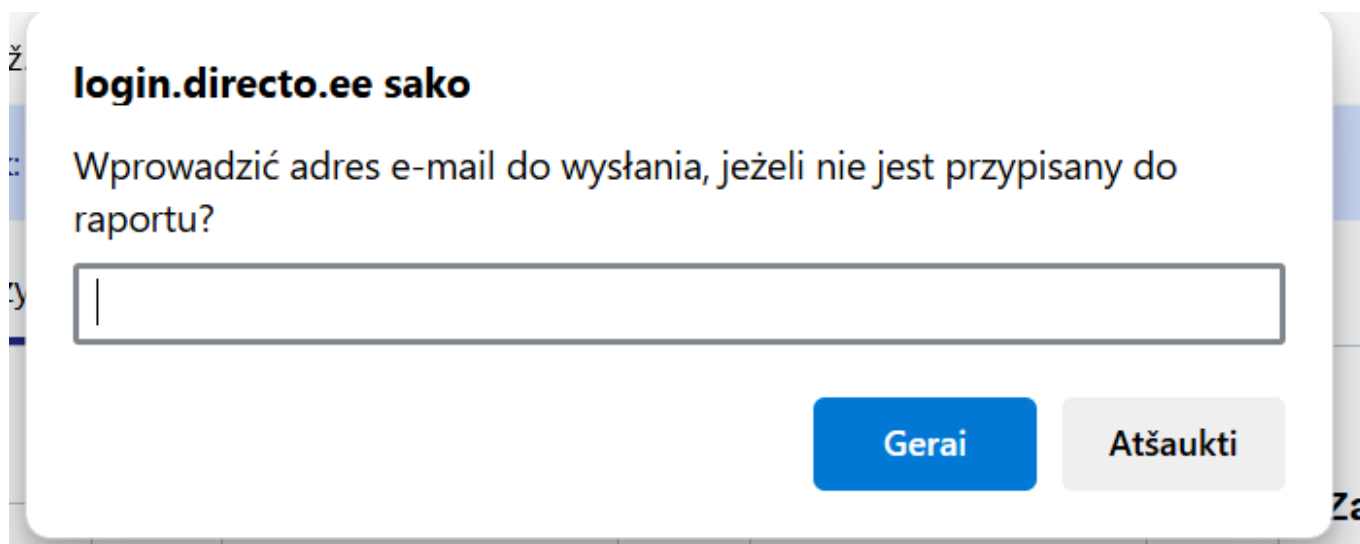 login.directo.ee sako
Wprowadzić adres e-mail do wysłania, jeżeli nie jest przypisany do
raportu?
Gerai
Atšaukti